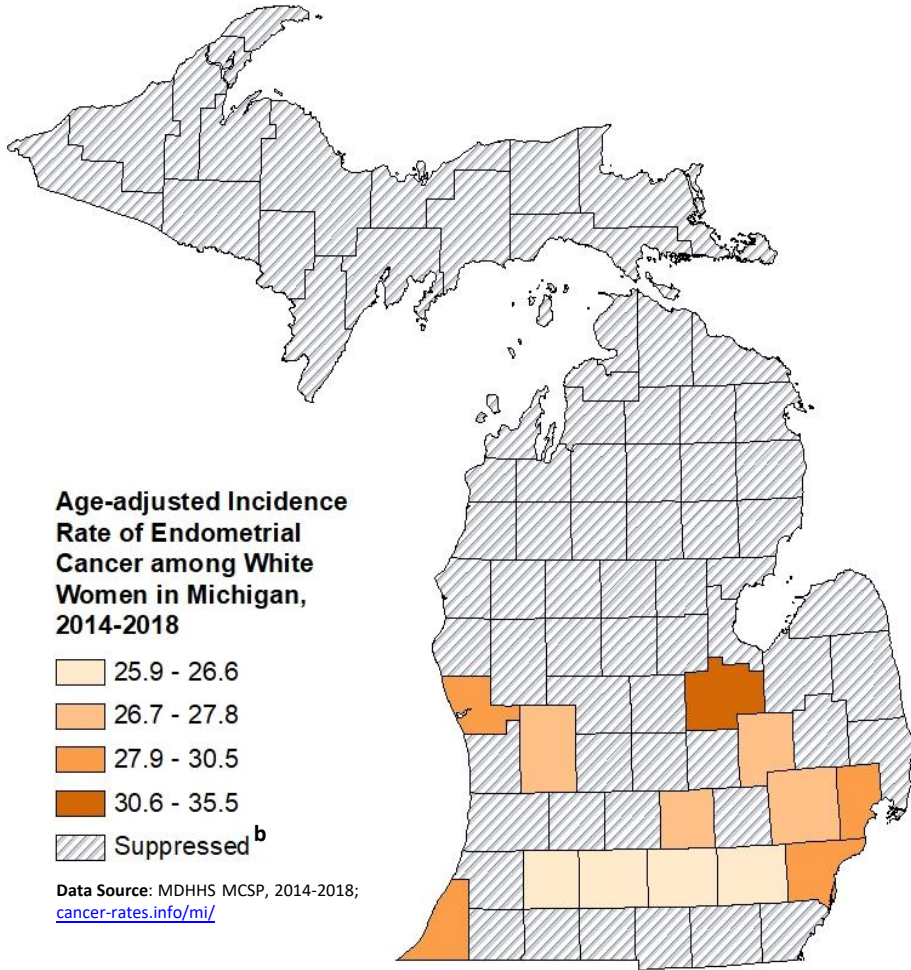 Age-adjusted Incidence
Rate of Endometrial
Cancer among White
Women in Michigan,
2014-2018
25.9 - 26.6
26.7 - 27.8
27.9 - 30.5
30.6 - 35.5
Suppressed b
Data Source: MDHHS MCSP, 2014-2018;
cancer-rates.info/mi/